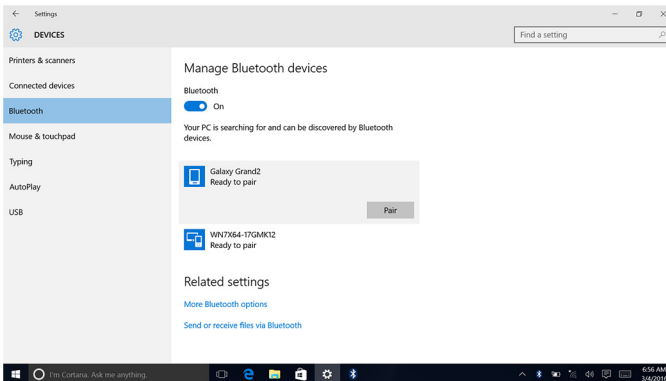 Settings
DEVICES
Find a setting
Printers & scanners
Connected devices
Bluetooth
Mouse & touchpad
Typing
AutoPlay
USB
Manage Bluetooth devices
Bluetooth
On
Your PC is searching for and can be discovered by Bluetooth
devices.
Galaxy Grand2
Ready to pair
Pair
WN7X64-17GMK12
Ready to pair
Related settings
More Bluetooth options
Send or receive files via Bluetooth
I'm Cortana. Ask me anything.
6:56 AM
3/4/2016